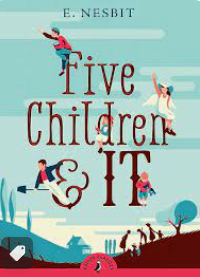 E. NESBIT
Five
Children
& IT